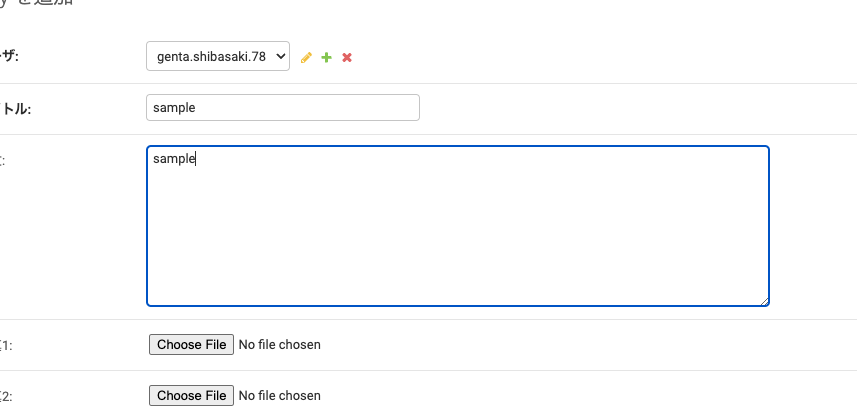 y を追加
ーザ:
genta.shibasaki.78
トル:
sample
sample
1:
Choose File No file chosen
2:
Choose File No file chosen